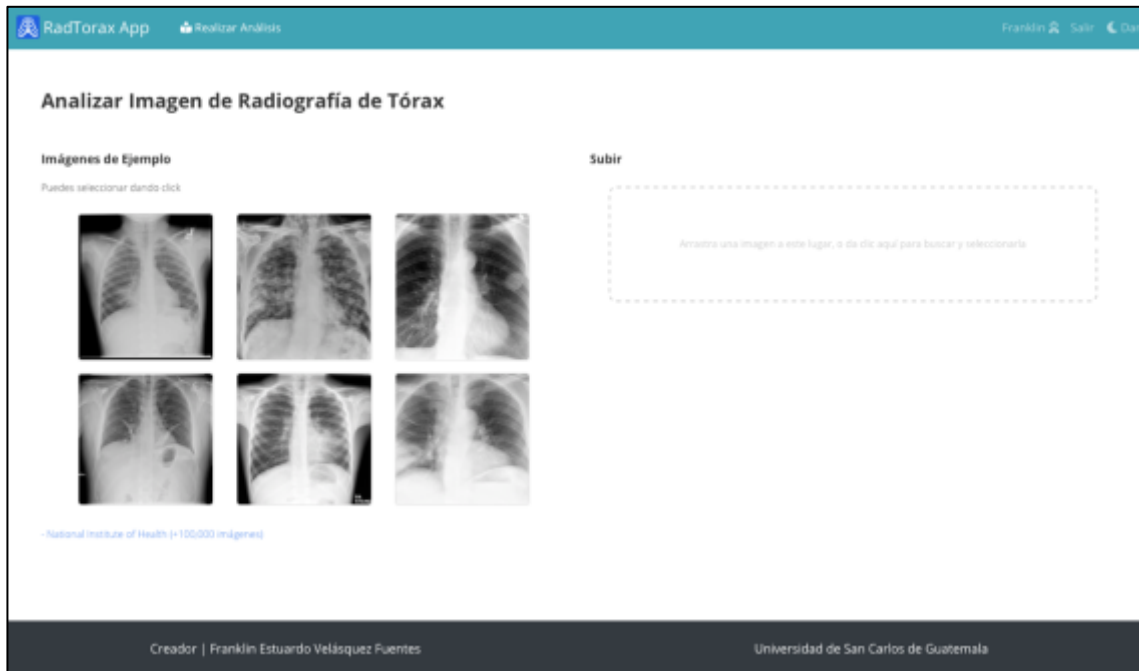 RadTorax App
Realizar Análisis
Franklin
Salir
Analizar Imagen de Radiografía de Tórax
Imágenes de Ejemplo
Puedes seleccionar dando click
- National Institute of Health (+100,000 imágenes)
Subir
Arrastra una imagen a este lugar, o da clic aquí para buscar y seleccionarla
Creador | Franklin Estuardo Velásquez Fuentes
Universidad de San Carlos de Guatemala